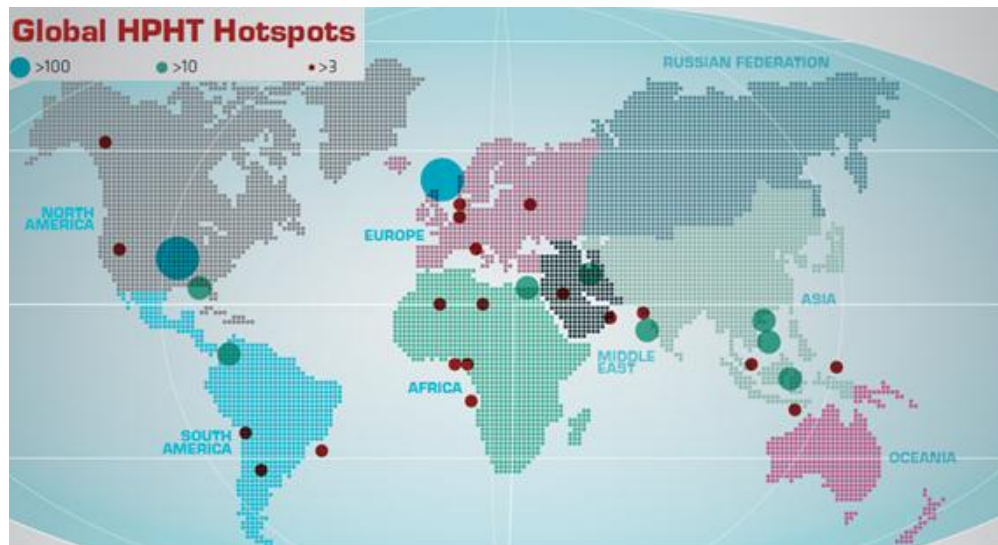 Global HPHT Hotspots
>100 >10 >3
RUSSIAN FEDERATION
NORTH
AMERICA
EUROPE
ASIA
MIDDLE
EAST
AFRICA
SOUTH
AMERICA
OCEANIA